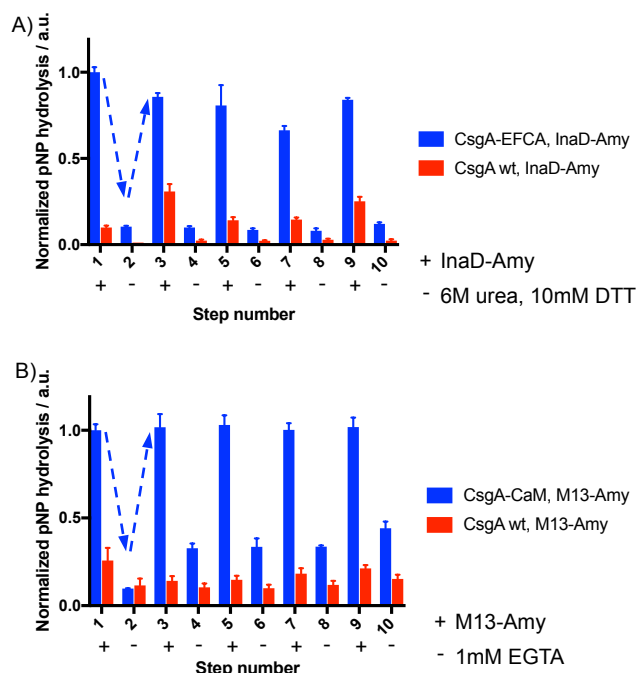 A)
Normalized pNP hydrolysis / a.u.
1.0
0.5
0.0
1 2 3 4 5 6 7 8 9 10
+ - + - + - + - + -
Step number
CsgA-EFCA, InaD-Amy
CsgA wt, InaD-Amy
+ InaD-Amy
- 6M urea, 10mM DTT
B)
Normalized pNP hydrolysis / a.u.
1.0
0.5
0.0
1 2 3 4 5 6 7 8 9 10
+ - + - + - + - + -
Step number
CsgA-CaM, M13-Amy
CsgA wt, M13-Amy
+ M13-Amy
- 1mM EGTA